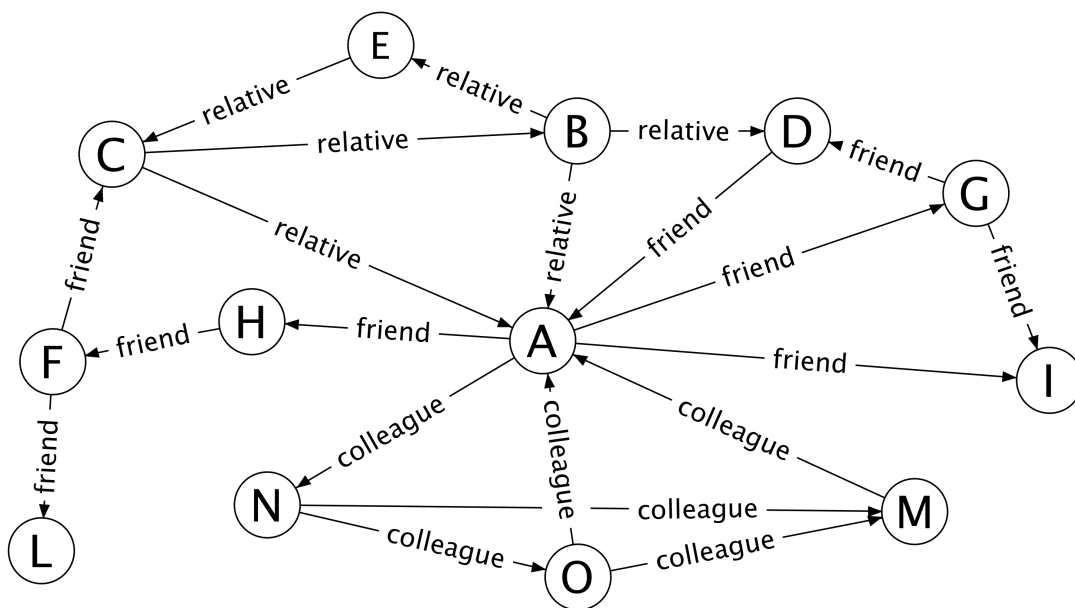 E
relative
relative
B
relative
D
C
relative
friend
G
relative
relative
friend
friend
friend
friend
H
friend
A
F
friend
friend
I
friend
colleague
colleague
colleague
N
colleague
M
L
colleague
O
colleague